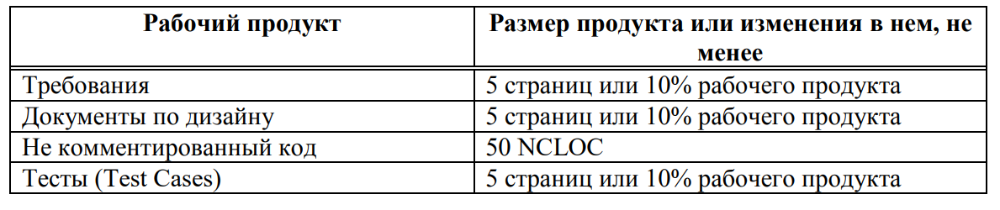 Рабочий продукт
Размер продукта или изменения в нем, не
менее
Требования
5 страниц или 10% рабочего продукта
Документы по дизайну
5 страниц или 10% рабочего продукта
Не комментированный код
50 NCLOC
Тесты (Test Cases)
5 страниц или 10% рабочего продукта